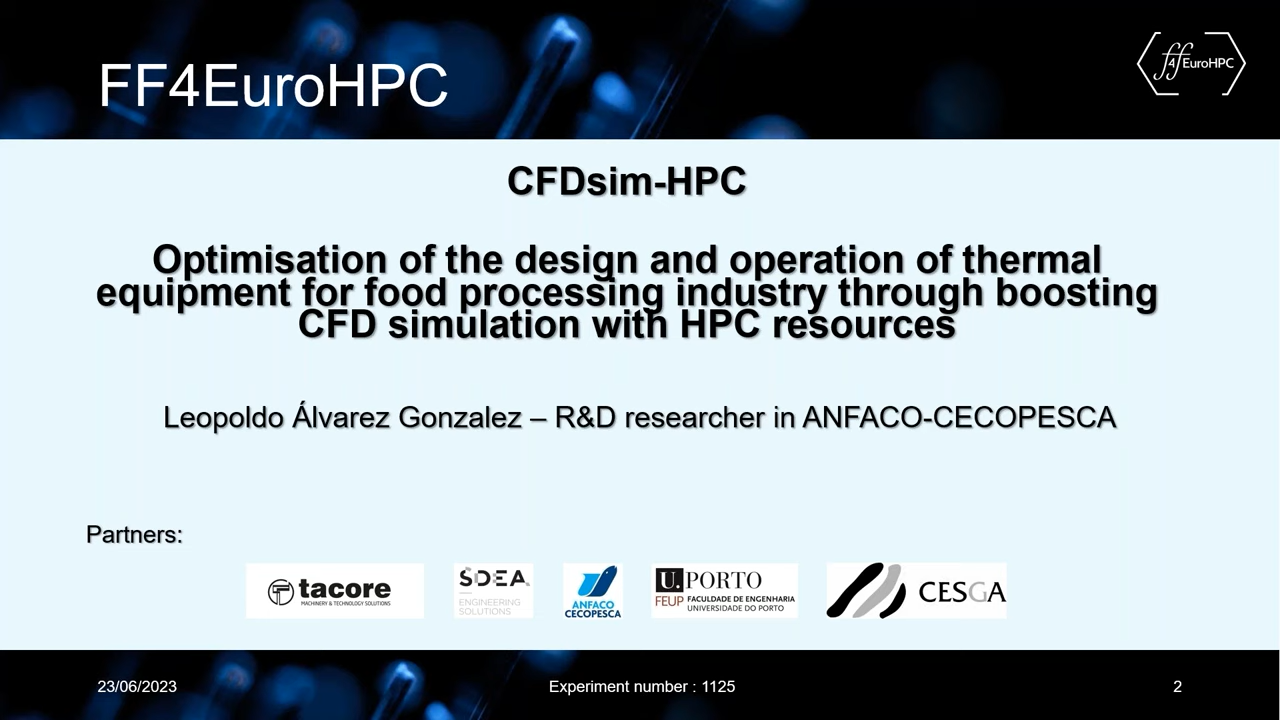 FF4EuroHPC
ff4EuroHPC
CFDsim-HPC
Optimisation of the design and operation of thermal
equipment for food processing industry through boosting
CFD simulation with HPC resources
Leopoldo Álvarez Gonzalez – R&D researcher in ANFACO-CECOPESCA
Partners:
tacore
MACHINERY & TECHNOLOGY SOLUTIONS
SDEA
ENGINEERING
SOLUTIONS
ANFACO
CECOPESCA
U. PORTO
FEUP FACULDADE DE ENGENHARIA
UNIVERSIDADE DO PORTO
CESGA
23/06/2023
Experiment number : 1125
2